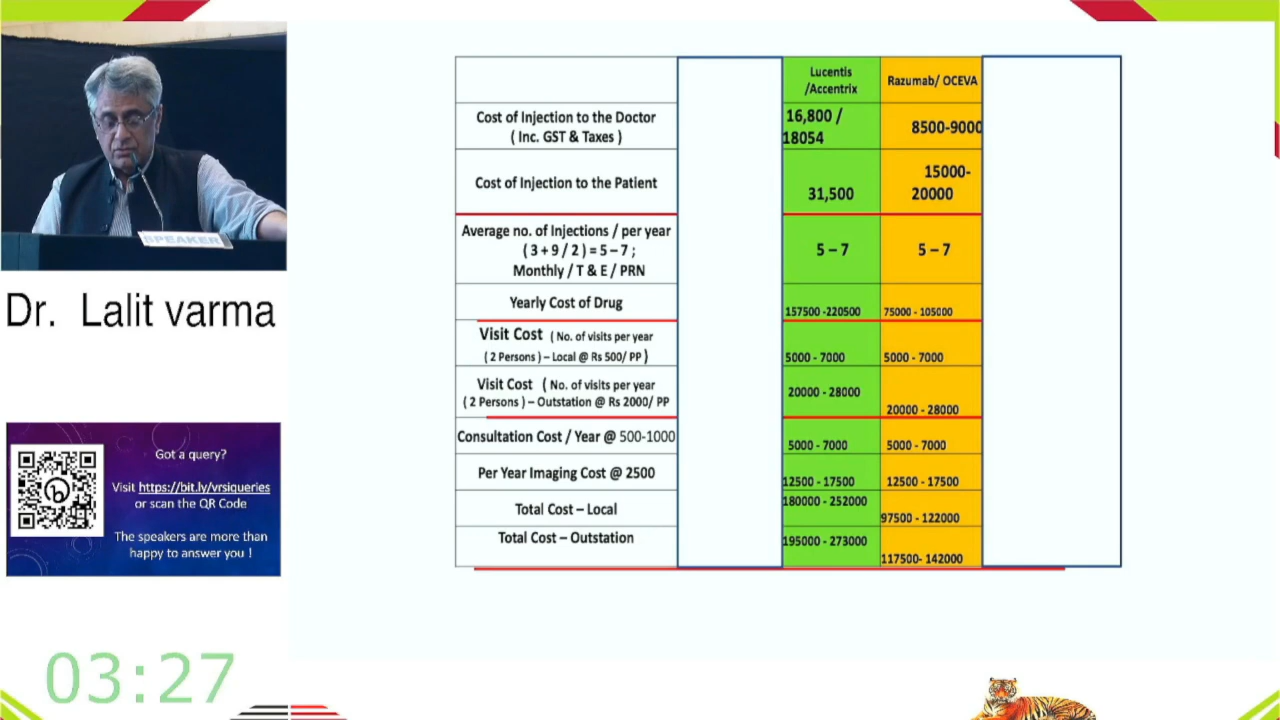 Lucentis
/Accentrix
Razumab/ OCEVA
Cost of Injection to the Doctor
( Inc. GST & Taxes )
16,800 /
18054
8500-9000
Cost of Injection to the Patient
31,500
15000-
20000
Average no. of Injections / per year
( 3 + 9 / 2 ) = 5 – 7 ;
Monthly / T & E / PRN
5 – 7
5 – 7
Yearly Cost of Drug
157500 -220500
75000 - 105000
Visit Cost ( No. of visits per year
( 2 Persons ) – Local @ Rs 500/ PP )
5000 - 7000
5000 - 7000
Visit Cost ( No. of visits per year
( 2 Persons ) – Outstation @ Rs 2000/ PP
20000 - 28000
20000 - 28000
Consultation Cost / Year @ 500-1000
5000 - 7000
5000 - 7000
Per Year Imaging Cost @ 2500
12500 - 17500
12500 - 17500
Total Cost – Local
180000 - 252000
97500 - 122000
Total Cost – Outstation
195000 - 273000
117500- 142000
SPEAKER
Dr. Lalit varma
Got a query?
Visit https://bit.ly/vrsiqueries
or scan the QR Code
The speakers are more than
happy to answer you !
03:27